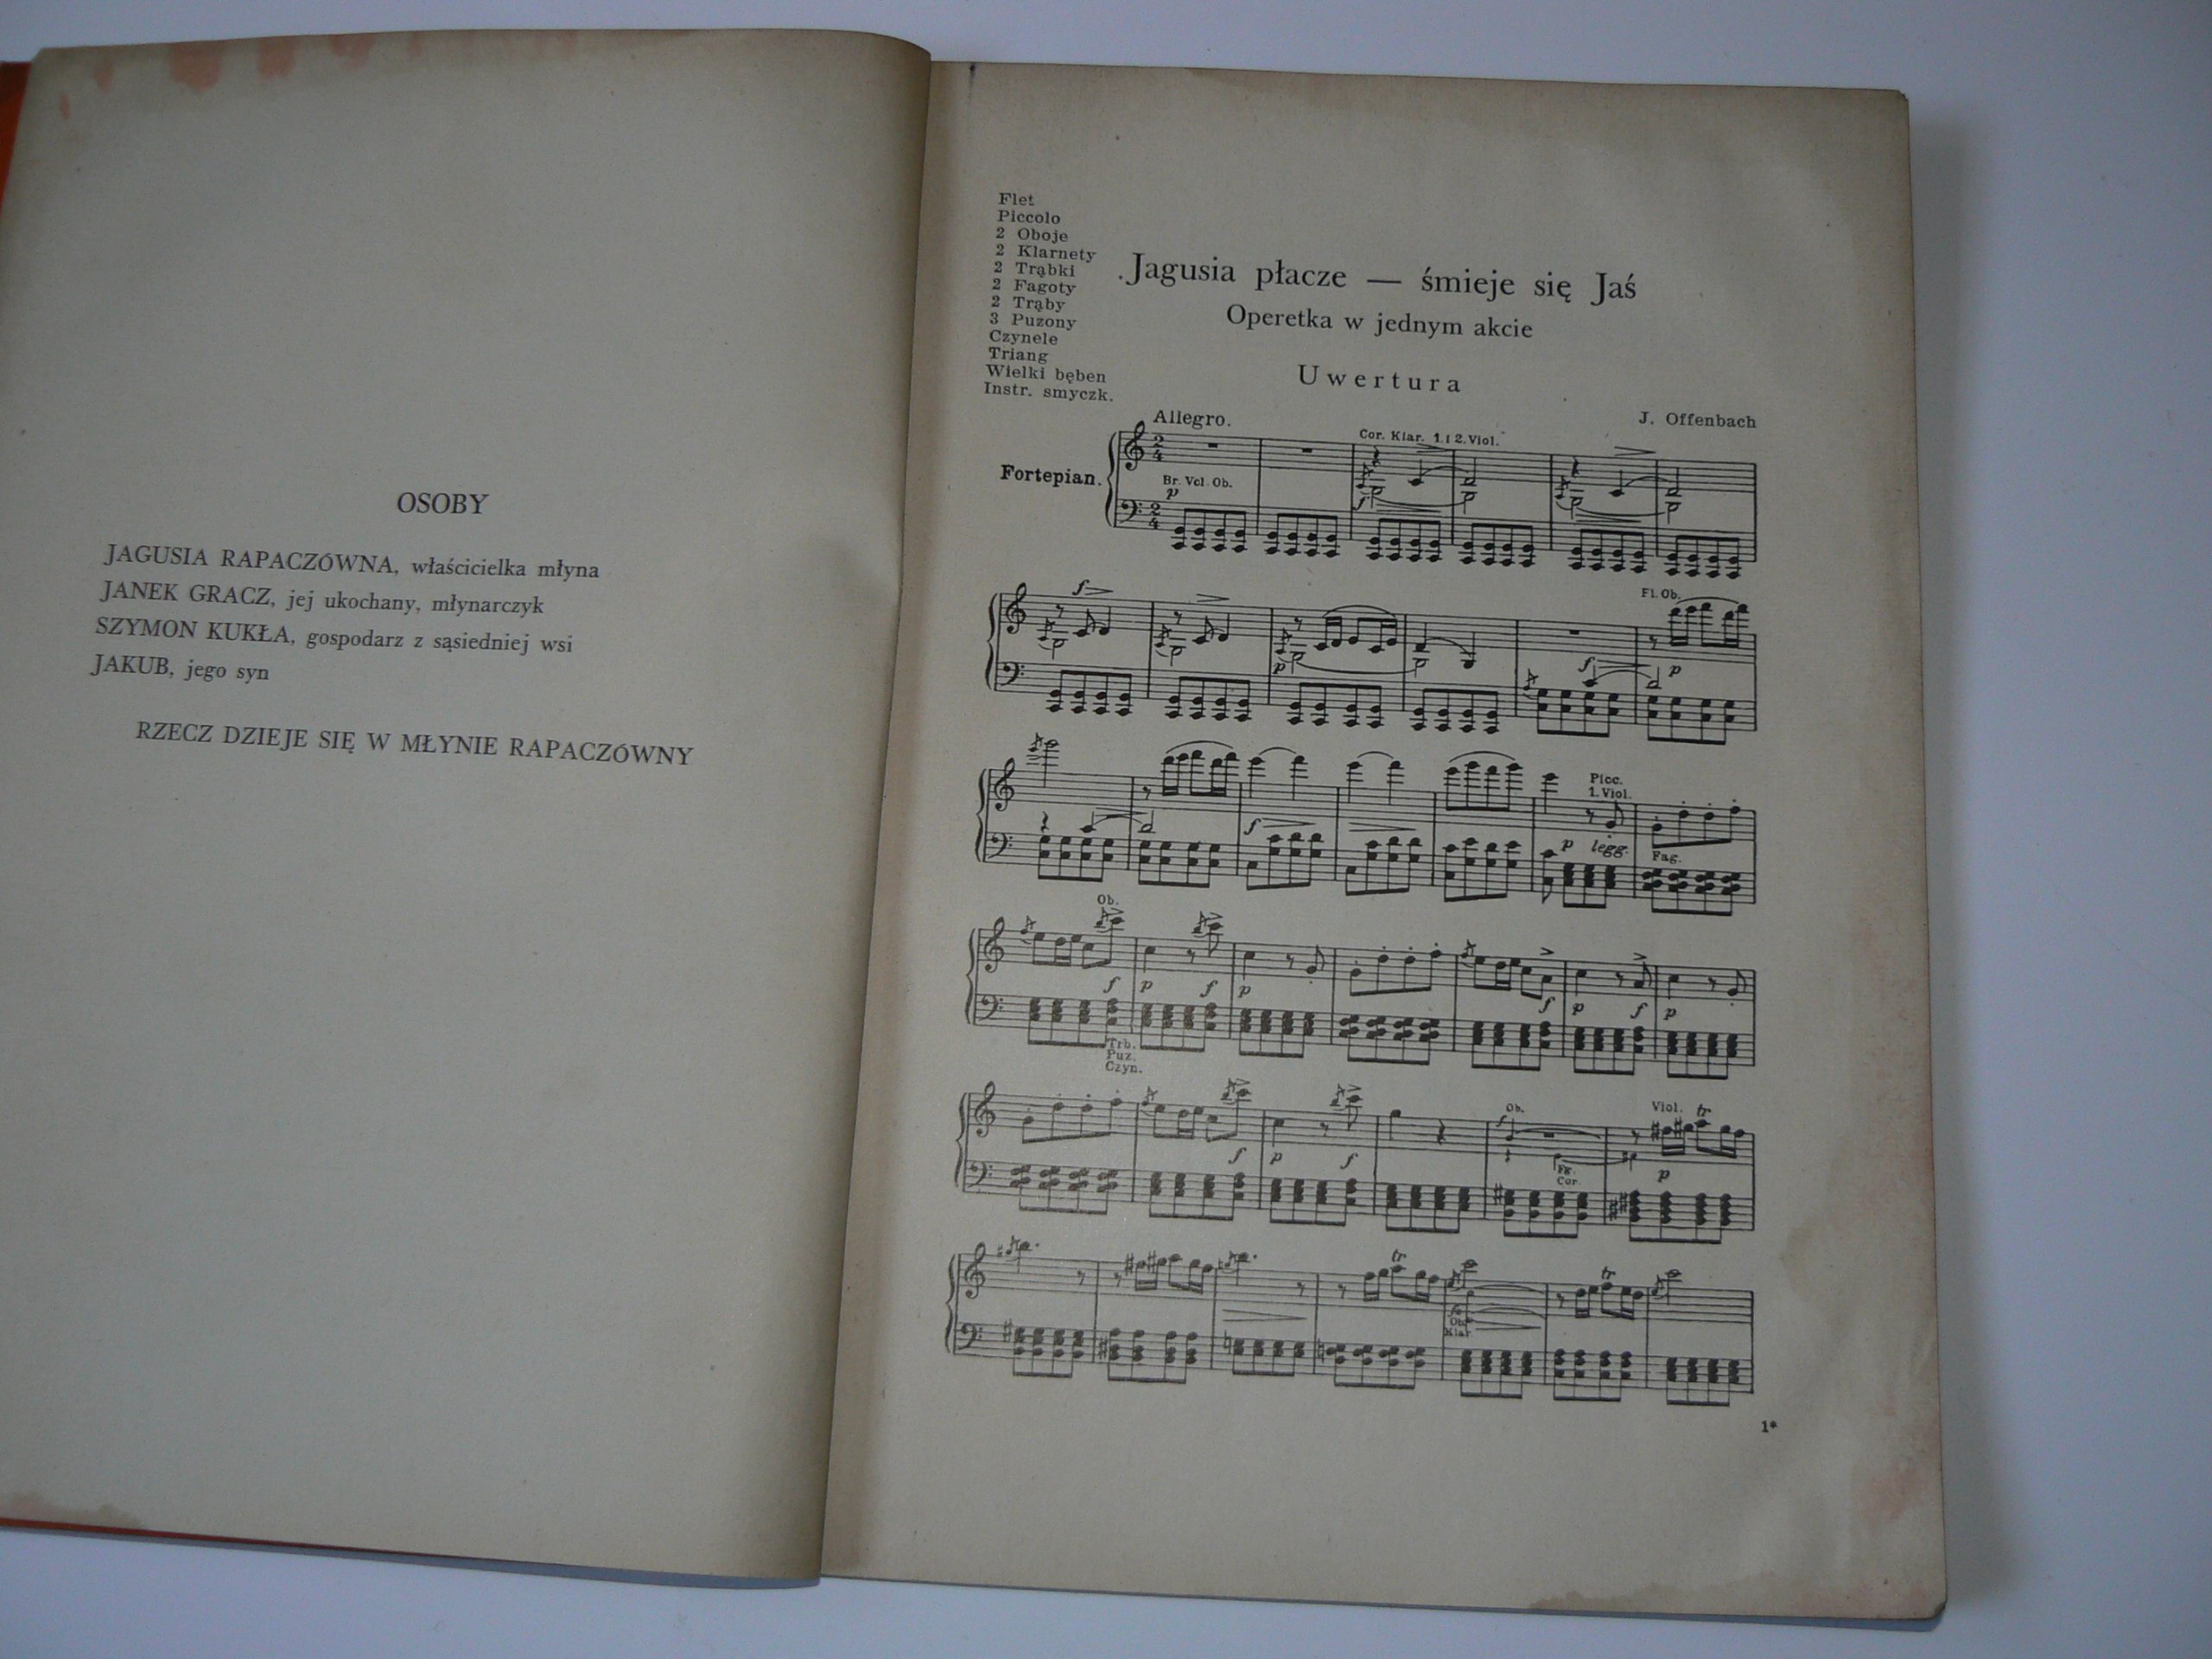 OSOBY
JAGUSIA RAPACZÓWNA, właścicielka młyna
JANEK GRACZ, jej ukochany, młynarczyk
SZYMON KUKŁA, gospodarz z sąsiedniej wsi
JAKUB, jego syn
RZECZ DZIEJE SIĘ W MŁYNIE RAPACZÓWNY
Flet
Piccolo
2 Oboje
2 Klarnety
2 Trąbki
2 Fagoty
2 Trąby
3 Puzony
Czynele
Triang
Wielki bęben
Instr. smyczk.
Jagusia płacze — śmieje się Jaś
Operetka w jednym akcie
Uwertura
J. Offenbach
Allegro.
Cor. Klar. 1. i 2. Viol.
Fortepian.
Br. Vcl. Ob.
p
f
f
Fl. Ob.
p
f
p
Picc.
1. Viol.
f
p legg.
Fag.
Ob.
f p f p f p f p
Trb.
Puz.
Czyn.
Ob.
Viol. tr
f
f p f
Fg.
Cor.
p
tr
tr
Ob.
Klar.
1*